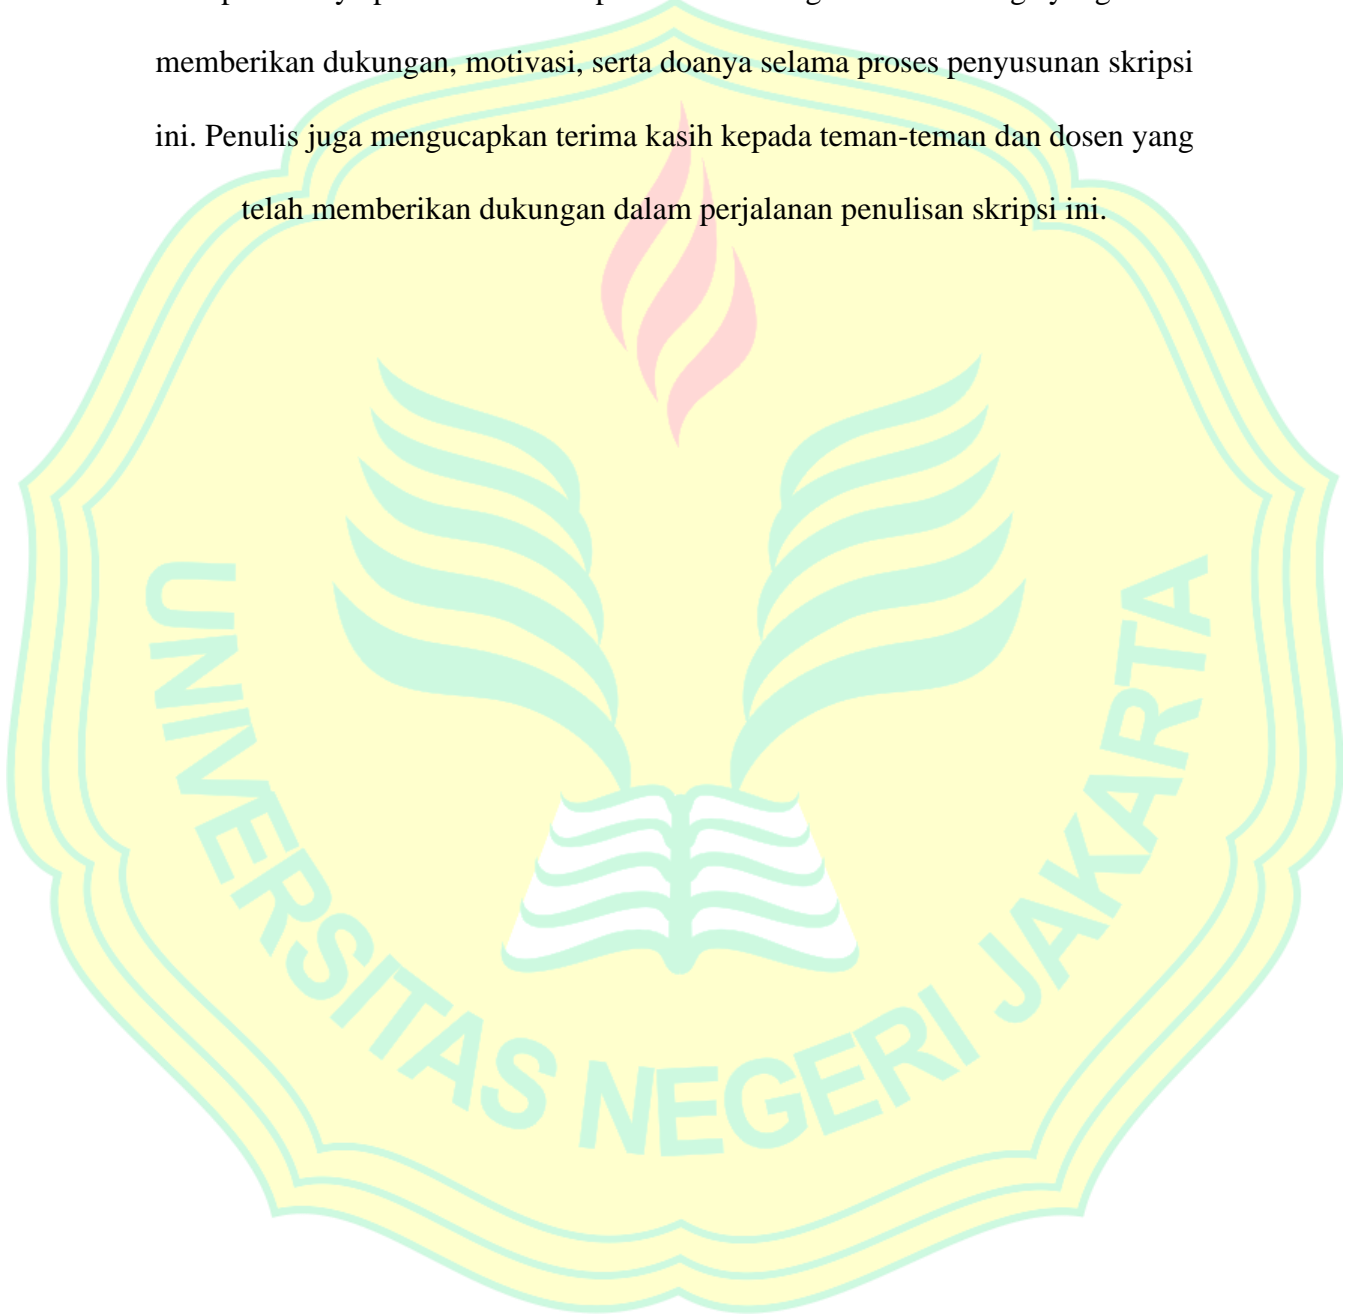 memberikan dukungan, motivasi, serta doanya selama proses penyusunan skripsi
ini. Penulis juga mengucapkan terima kasih kepada teman-teman dan dosen yang
telah memberikan dukungan dalam perjalanan penulisan skripsi ini.
UNIVERSITAS NEGERI JAKARTA